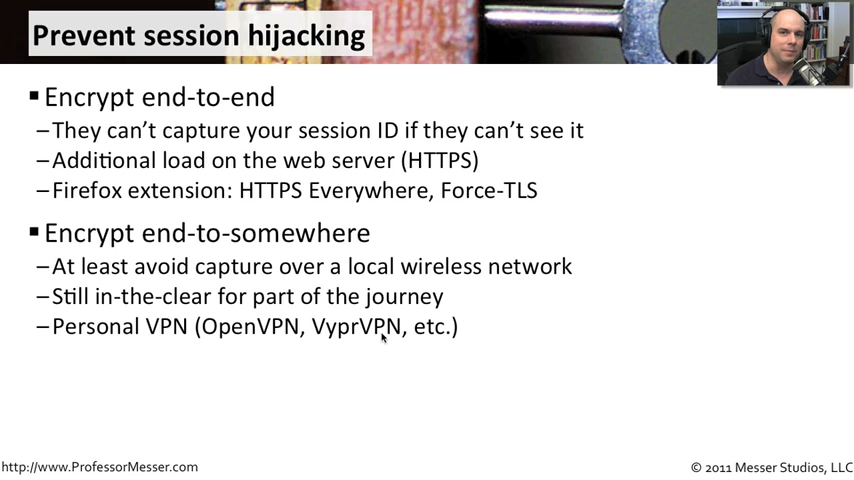 Prevent session hijacking
▪Encrypt end-to-end
–They can't capture your session ID if they can't see it
–Additional load on the web server (HTTPS)
–Firefox extension: HTTPS Everywhere, Force-TLS
▪Encrypt end-to-somewhere
–At least avoid capture over a local wireless network
–Still in-the-clear for part of the journey
–Personal VPN (OpenVPN, VyprVPN, etc.)
http://www.ProfessorMesser.com
© 2011 Messer Studios, LLC